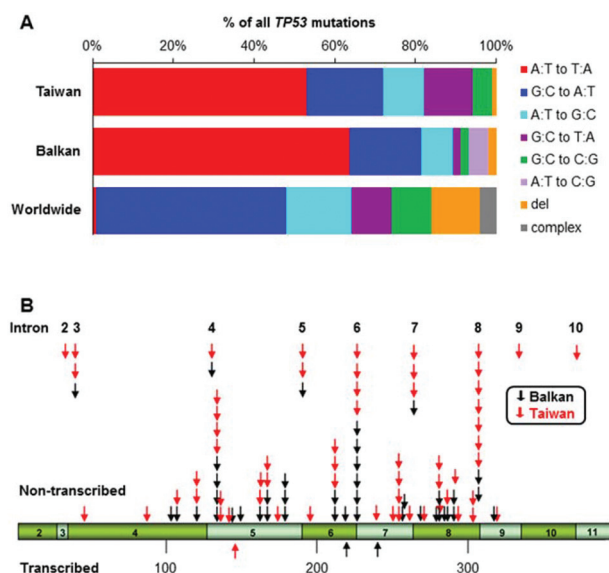 A
% of all TP53 mutations
0% 20% 40% 60% 80% 100%
Taiwan
Balkan
Worldwide
A:T to T:A
G:C to A:T
A:T to G:C
G:C to T:A
G:C to C:G
A:T to C:G
del
complex
B
Intron 2 3 4 5 6 7 8 9 10
Balkan
Taiwan
Non-transcribed
2 3 4 5 6 7 8 9 10 11
Transcribed 100 200 300